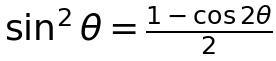 sin² θ = (1 − cos 2θ)/2